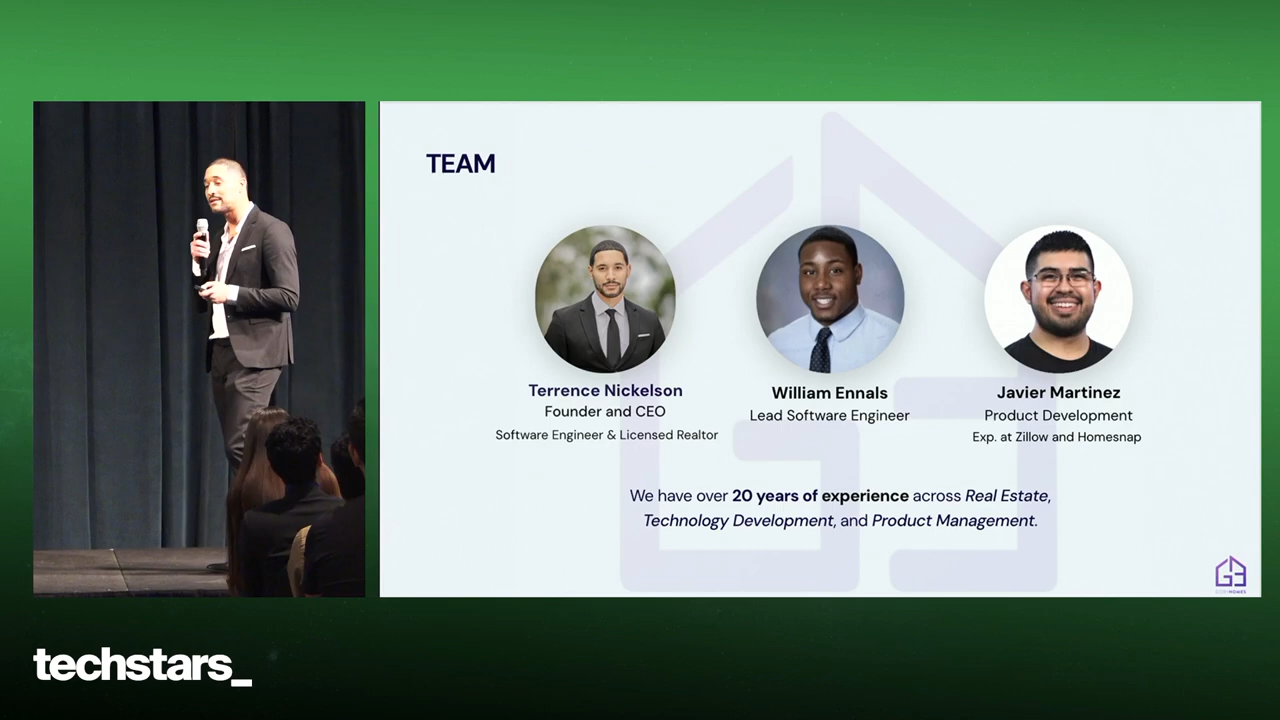 TEAM
Terrence Nickelson
Founder and CEO
Software Engineer & Licensed Realtor
William Ennals
Lead Software Engineer
Javier Martinez
Product Development
Exp. at Zillow and Homesnap
We have over 20 years of experience across Real Estate,
Technology Development, and Product Management.
techstars_